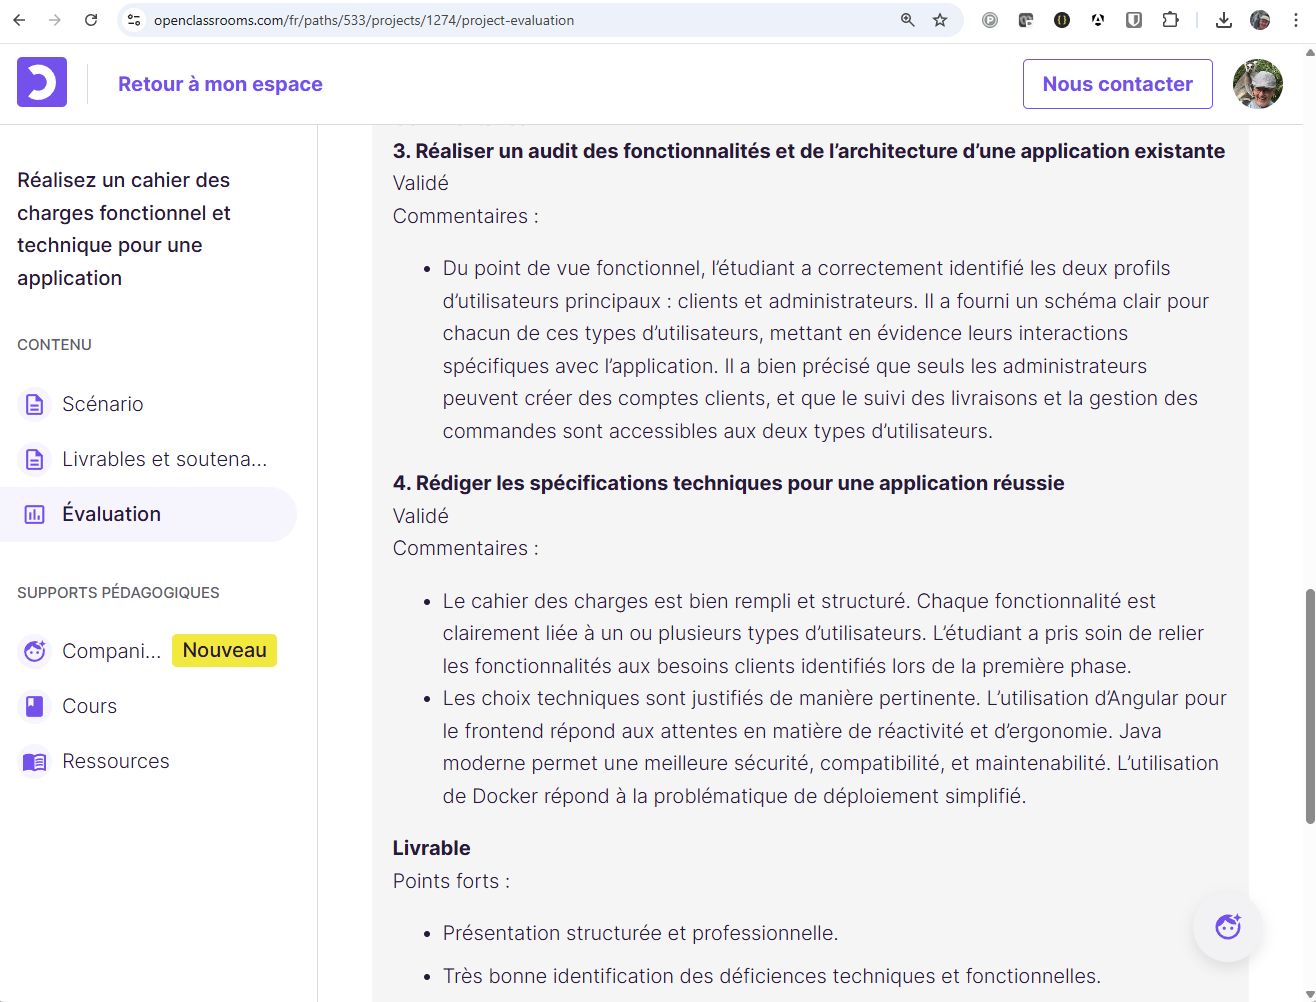 openclassrooms.com/fr/paths/533/projects/1274/project-evaluation
Retour à mon espace
Nous contacter
Réalisez un cahier des
charges fonctionnel et
technique pour une
application
CONTENU
Scénario
Livrables et soutena...
Évaluation
SUPPORTS PÉDAGOGIQUES
Compani...
Nouveau
Cours
Ressources
3. Réaliser un audit des fonctionnalités et de l’architecture d’une application existante
Validé
Commentaires :
• Du point de vue fonctionnel, l’étudiant a correctement identifié les deux profils
d’utilisateurs principaux : clients et administrateurs. Il a fourni un schéma clair pour
chacun de ces types d’utilisateurs, mettant en évidence leurs interactions
spécifiques avec l’application. Il a bien précisé que seuls les administrateurs
peuvent créer des comptes clients, et que le suivi des livraisons et la gestion des
commandes sont accessibles aux deux types d’utilisateurs.
4. Rédiger les spécifications techniques pour une application réussie
Validé
Commentaires :
• Le cahier des charges est bien rempli et structuré. Chaque fonctionnalité est
clairement liée à un ou plusieurs types d’utilisateurs. L’étudiant a pris soin de relier
les fonctionnalités aux besoins clients identifiés lors de la première phase.
• Les choix techniques sont justifiés de manière pertinente. L’utilisation d’Angular pour
le frontend répond aux attentes en matière de réactivité et d’ergonomie. Java
moderne permet une meilleure sécurité, compatibilité, et maintenabilité. L’utilisation
de Docker répond à la problématique de déploiement simplifié.
Livrable
Points forts :
• Présentation structurée et professionnelle.
• Très bonne identification des déficiences techniques et fonctionnelles.